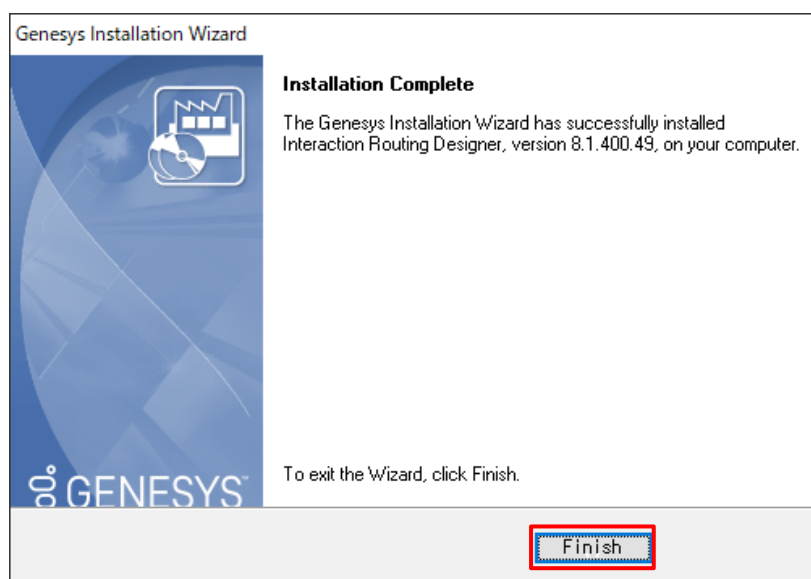 Genesys Installation Wizard
Installation Complete
The Genesys Installation Wizard has successfully installed
Interaction Routing Designer, version 8.1.400.49, on your computer.
To exit the Wizard, click Finish.
GENESYS™
Finish